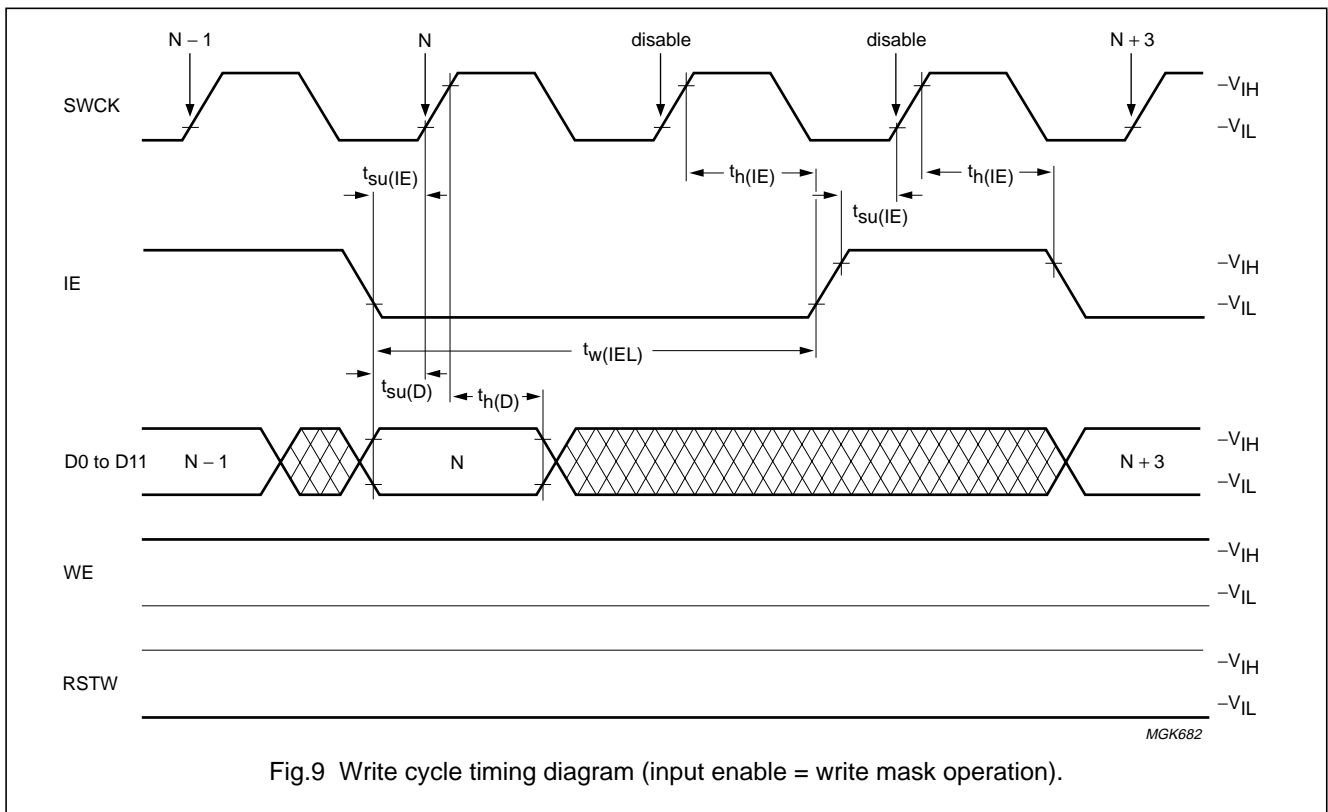 N – 1 N disable disable N + 3
SWCK –VIH
–VIL
tsu(IE) th(IE) th(IE)
tsu(IE)
IE –VIH
–VIL
tw(IEL)
tsu(D) th(D)
D0 to D11 N – 1 N N + 3 –VIH
–VIL
WE –VIH
–VIL
RSTW –VIH
–VIL
MGK682
Fig.9 Write cycle timing diagram (input enable = write mask operation).